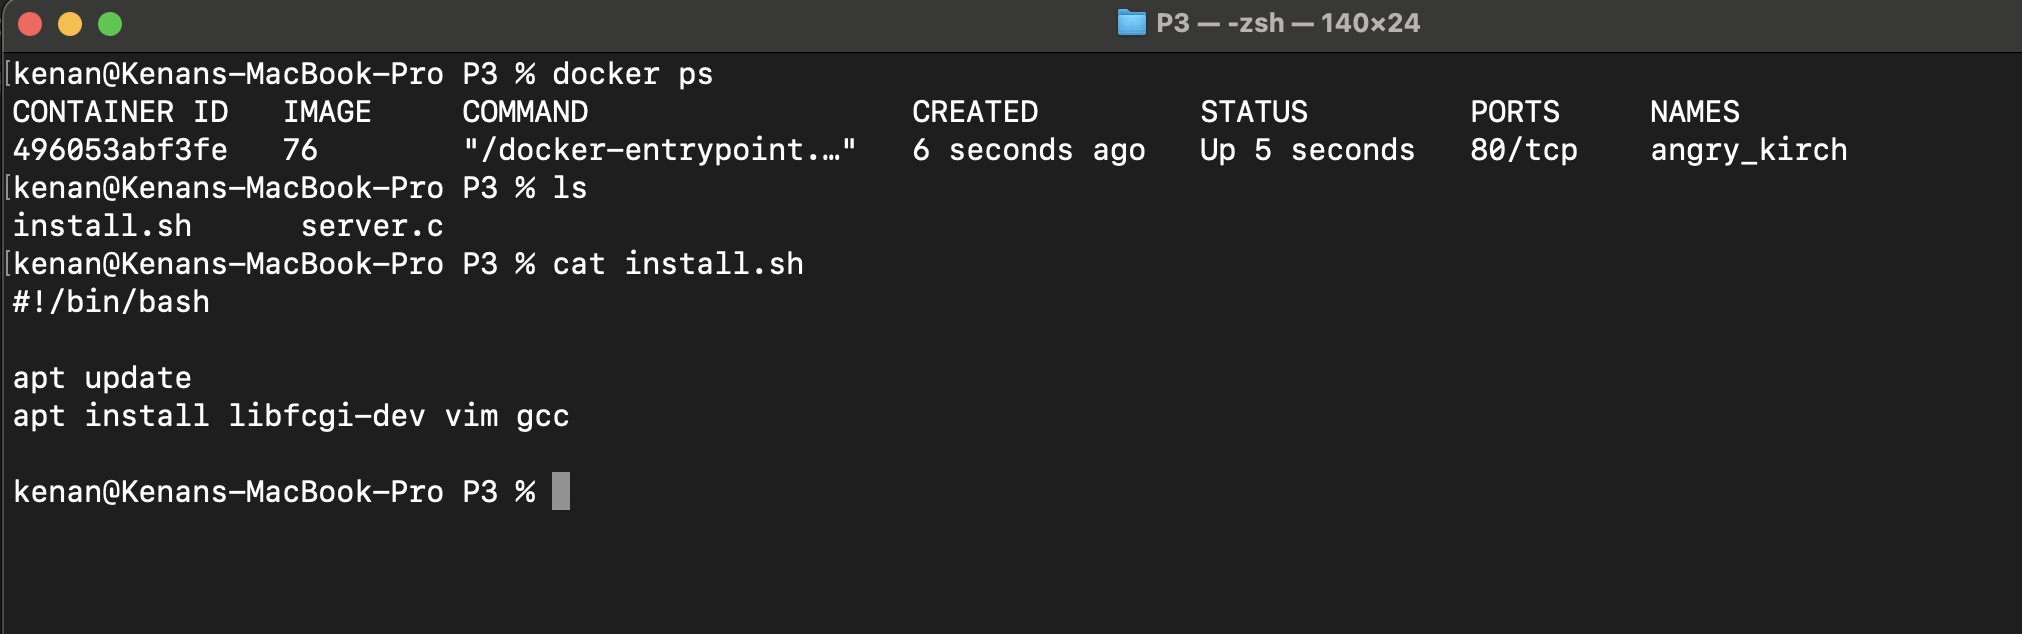 P3 — -zsh — 140×24
[kenan@Kenans-MacBook-Pro P3 % docker ps
CONTAINER ID   IMAGE     COMMAND                  CREATED         STATUS         PORTS     NAMES
496053abf3fe   76        "/docker-entrypoint.…"   6 seconds ago   Up 5 seconds   80/tcp    angry_kirch
[kenan@Kenans-MacBook-Pro P3 % ls
install.sh      server.c
[kenan@Kenans-MacBook-Pro P3 % cat install.sh
#!/bin/bash
apt update
apt install libfcgi-dev vim gcc
kenan@Kenans-MacBook-Pro P3 %